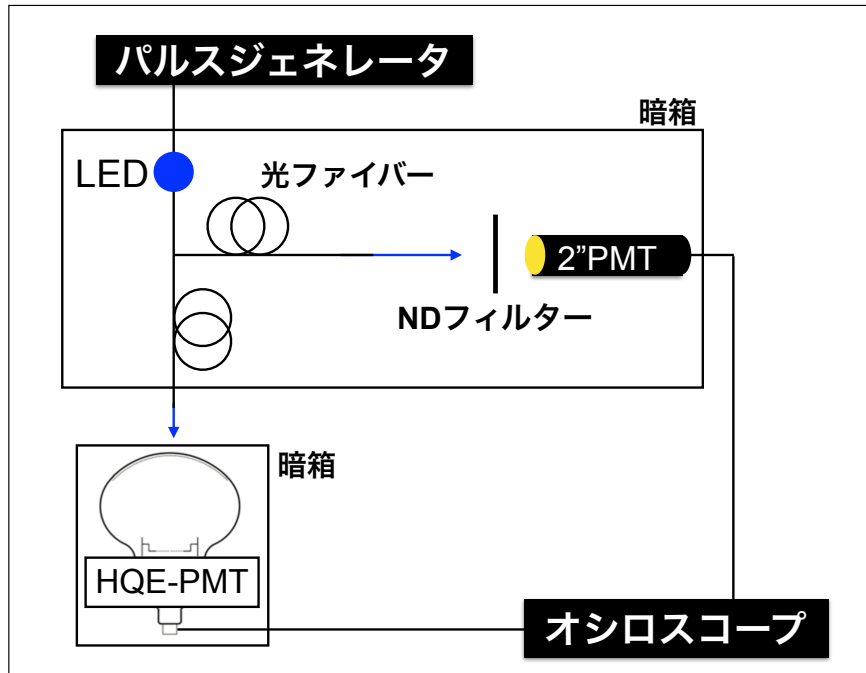 パルスジェネレータ
暗箱
LED
光ファイバー
2”PMT
NDフィルター
暗箱
HQE-PMT
オシロスコープ